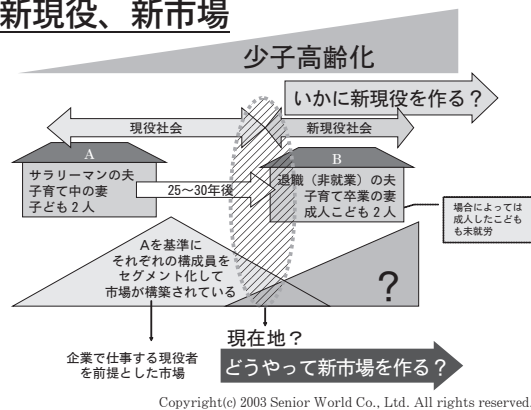 新現役、新市場
少子高齢化
いかに新現役を作る？
現役社会
新現役社会
A
サラリーマンの夫
子育て中の妻
子ども２人
25～30年後
B
退職（非就業）の夫
子育て卒業の妻
成人こども２人
場合によっては
成人したこども
も未就労
Aを基準に
それぞれの構成員を
セグメント化して
市場が構築されている
？
現在地？
企業で仕事する現役者
を前提とした市場
どうやって新市場を作る？
Copyright(c) 2003 Senior World Co., Ltd. All rights reserved.